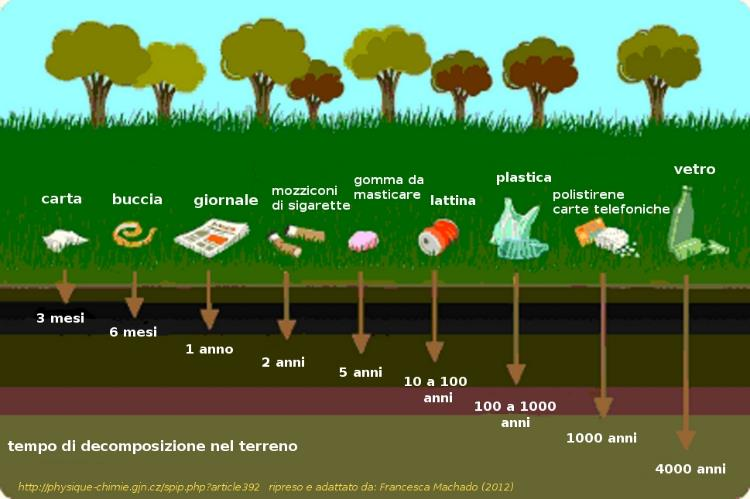 carta
buccia
giornale
mozziconi
di sigarette
gomma da
masticare
lattina
plastica
polistirene
carte telefoniche
vetro
3 mesi
6 mesi
1 anno
2 anni
5 anni
10 a 100
anni
100 a 1000
anni
1000 anni
4000 anni
tempo di decomposizione nel terreno
http://physique-chimie.gjn.cz/spip.php?article392 ripreso e adattato da: Francesca Machado (2012)